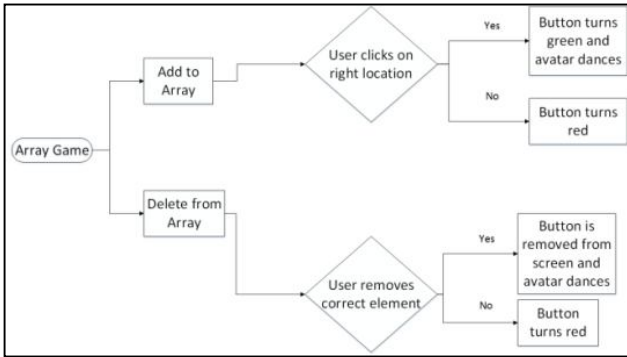 Array Game
Add to
Array
User clicks on
right location
Yes
Button turns
green and
avatar dances
No
Button turns
red
Delete from
Array
User removes
correct element
Yes
Button is
removed from
screen and
avatar dances
No
Button
turns red